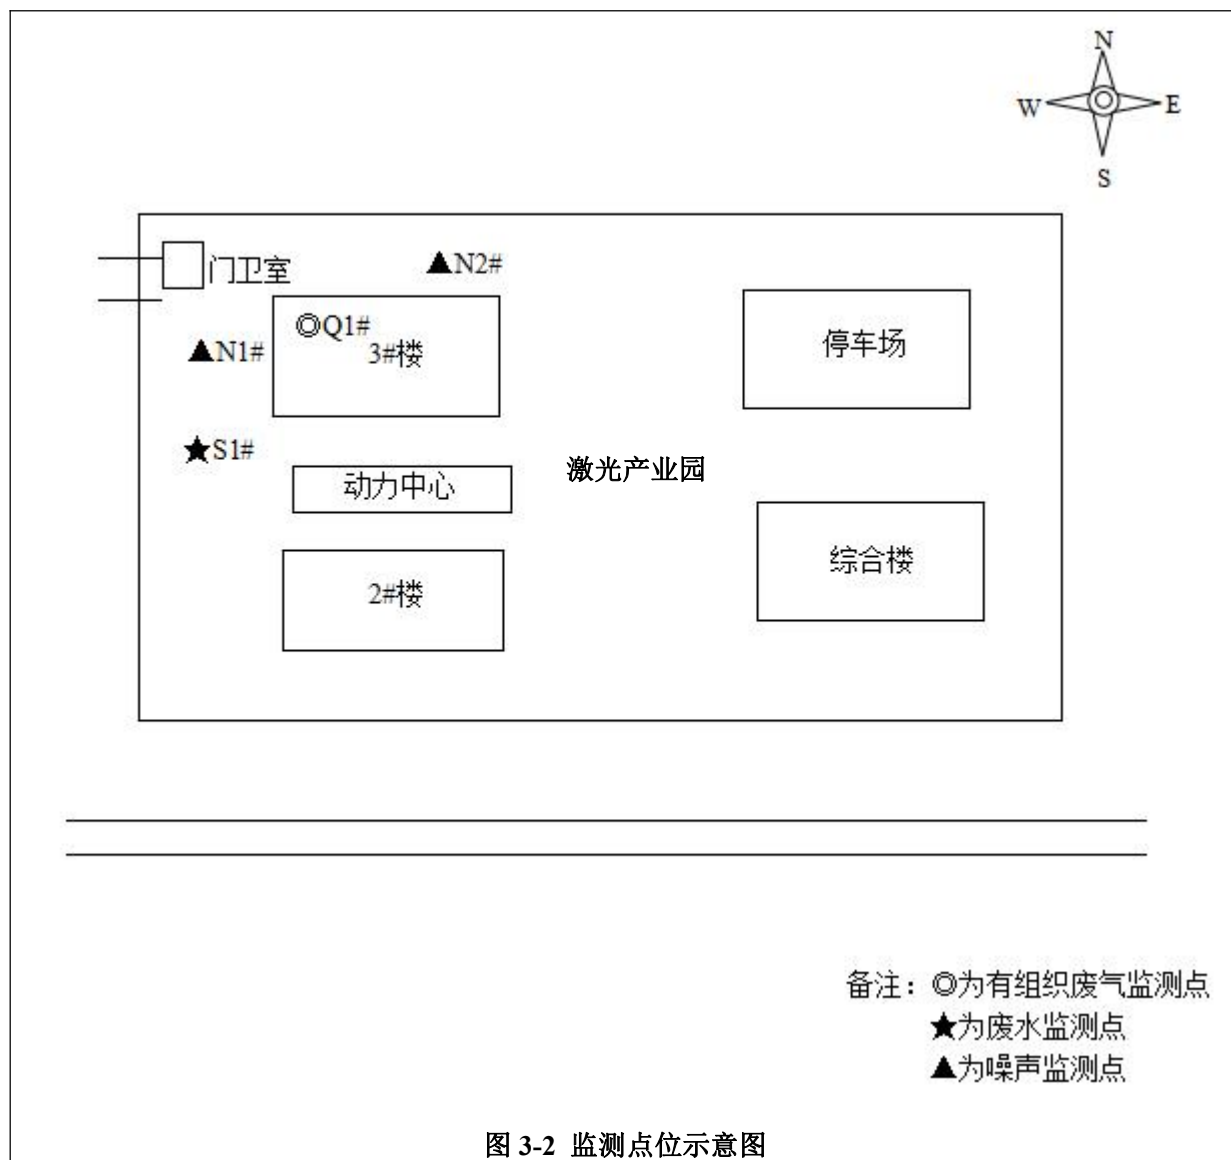 N
W
E
S
门卫室
▲N2#
◎Q1#
3#楼
▲N1#
停车场
★S1#
激光产业园
动力中心
综合楼
2#楼
备注：◎为有组织废气监测点
★为废水监测点
▲为噪声监测点
图 3-2 监测点位示意图